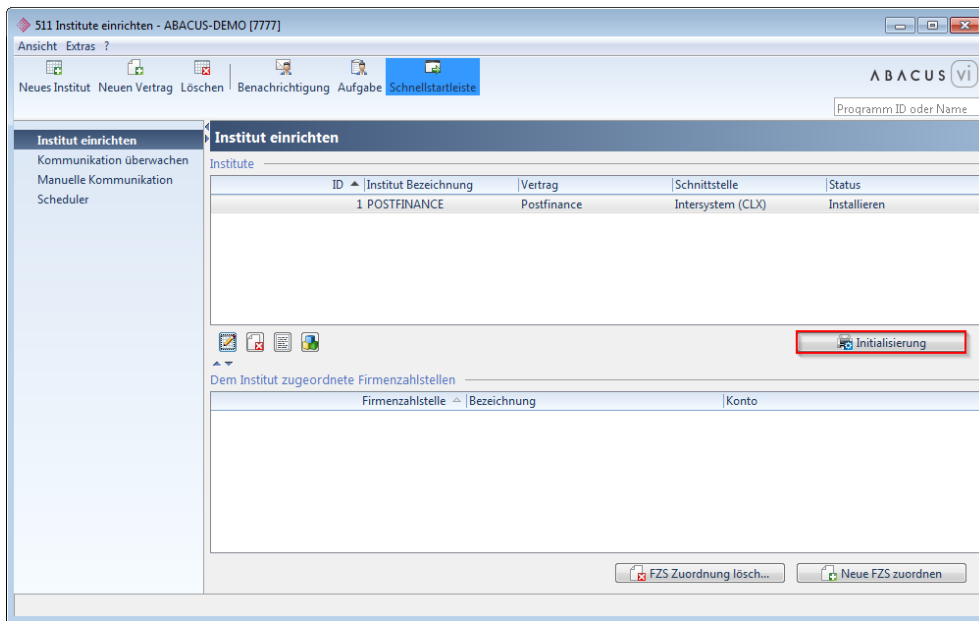 511 Institute einrichten - ABACUS-DEMO [7777]
Ansicht Extras ?
Neues Institut Neuen Vertrag Löschen Benachrichtigung Aufgabe Schnellstartleiste
ABACUS vi
Programm ID oder Name
Institut einrichten
Kommunikation überwachen
Manuelle Kommunikation
Scheduler
Institut einrichten
Institute
ID Institut Bezeichnung Vertrag Schnittstelle Status
1 POSTFINANCE Postfinance Intersystem (CLX) Installieren
Initialisierung
Dem Institut zugeordnete Firmenzahlstellen
Firmenzahlstelle Bezeichnung Konto
FZS Zuordnung lösch... Neue FZS zuordnen